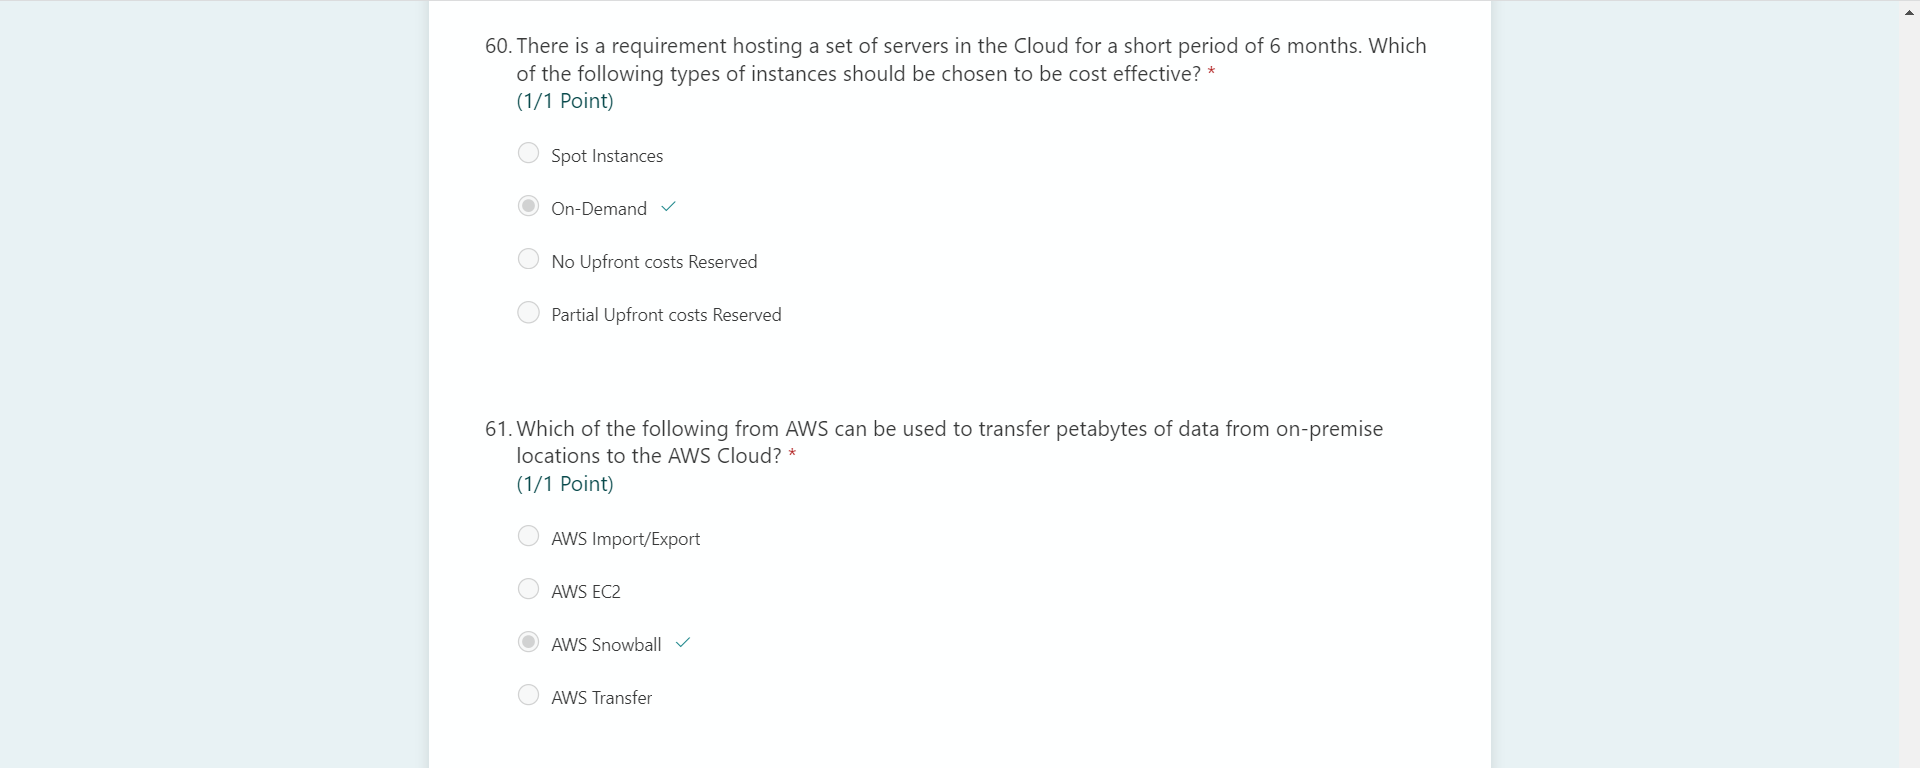 60. There is a requirement hosting a set of servers in the Cloud for a short period of 6 months. Which
of the following types of instances should be chosen to be cost effective? *
(1/1 Point)
Spot Instances
On-Demand
No Upfront costs Reserved
Partial Upfront costs Reserved
61. Which of the following from AWS can be used to transfer petabytes of data from on-premise
locations to the AWS Cloud? *
(1/1 Point)
AWS Import/Export
AWS EC2
AWS Snowball
AWS Transfer